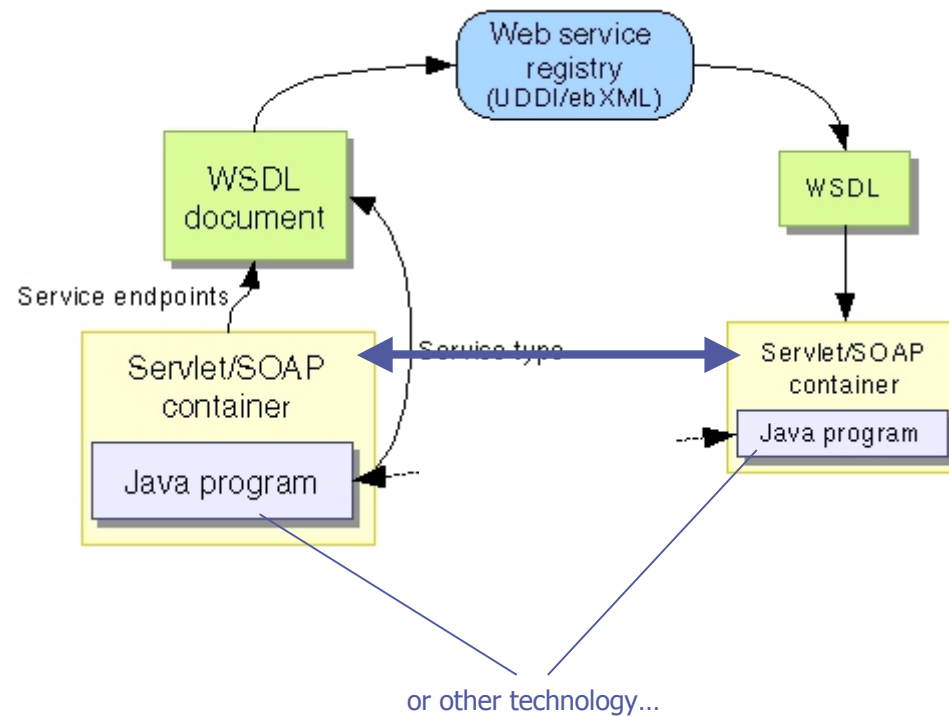 Web service
registry
(UDDI/ebXML)
WSDL
document
WSDL
Service endpoints
Servlet/SOAP
container
Service type
Servlet/SOAP
container
Java program
Java program
or other technology...